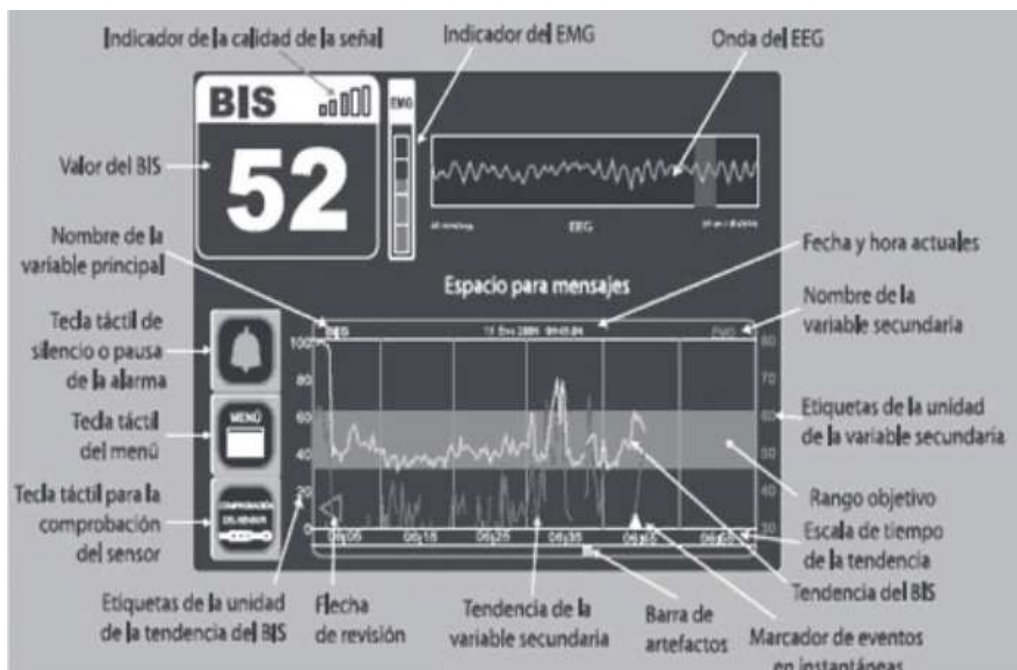 Indicador de la calidad de la señal
Indicador del EMG
Onda del EEG
BIS
EMG
Valor del BIS
52
EEG
Nombre de la
variable principal
Fecha y hora actuales
Espacio para mensajes
Nombre de la
variable secundaria
Tecla táctil de
silencio o pausa
de la alarma
100
80
60
40
20
0
80
70
60
50
40
30
Etiquetas de la unidad
de la variable secundaria
MENÚ
Tecla táctil
del menú
Rango objetivo
Tecla táctil para la
comprobación
del sensor
COMPROBACIÓN
Escala de tiempo
de la tendencia
Tendencia del BIS
Etiquetas de la unidad
de la tendencia del BIS
Flecha
de revisión
Tendencia de la
variable secundaria
Barra de
artefactos
Marcador de eventos
en instantáneas